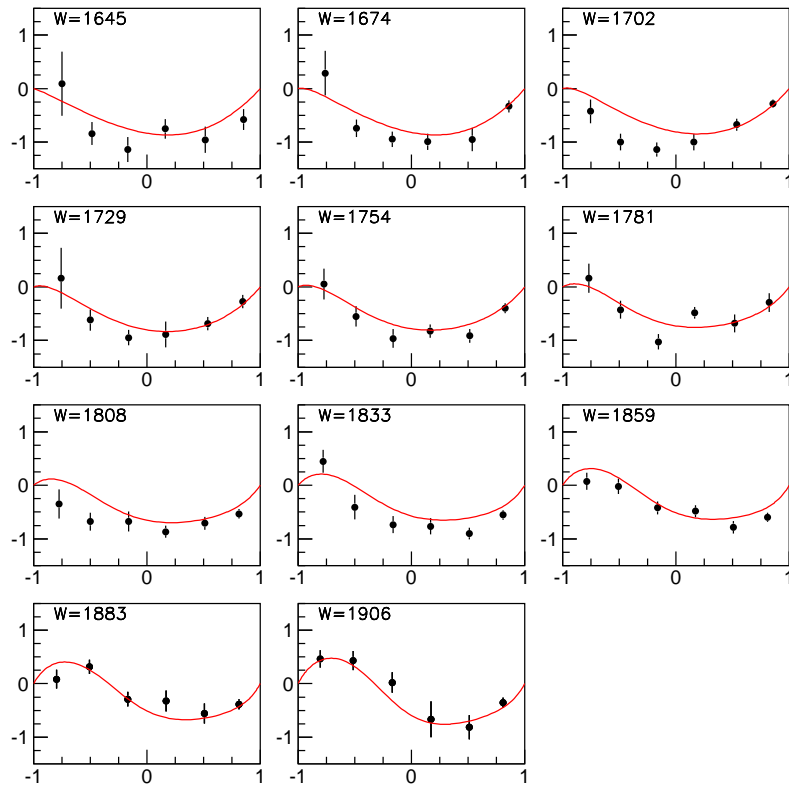 W=1645 W=1674 W=1702
1 1 1
0 0 0
-1 -1 -1
-1 0 1 -1 0 1 -1 0 1
W=1729 W=1754 W=1781
1 1 1
0 0 0
-1 -1 -1
-1 0 1 -1 0 1 -1 0 1
W=1808 W=1833 W=1859
1 1 1
0 0 0
-1 -1 -1
-1 0 1 -1 0 1 -1 0 1
W=1883 W=1906
1 1
0 0
-1 -1
-1 0 1 -1 0 1